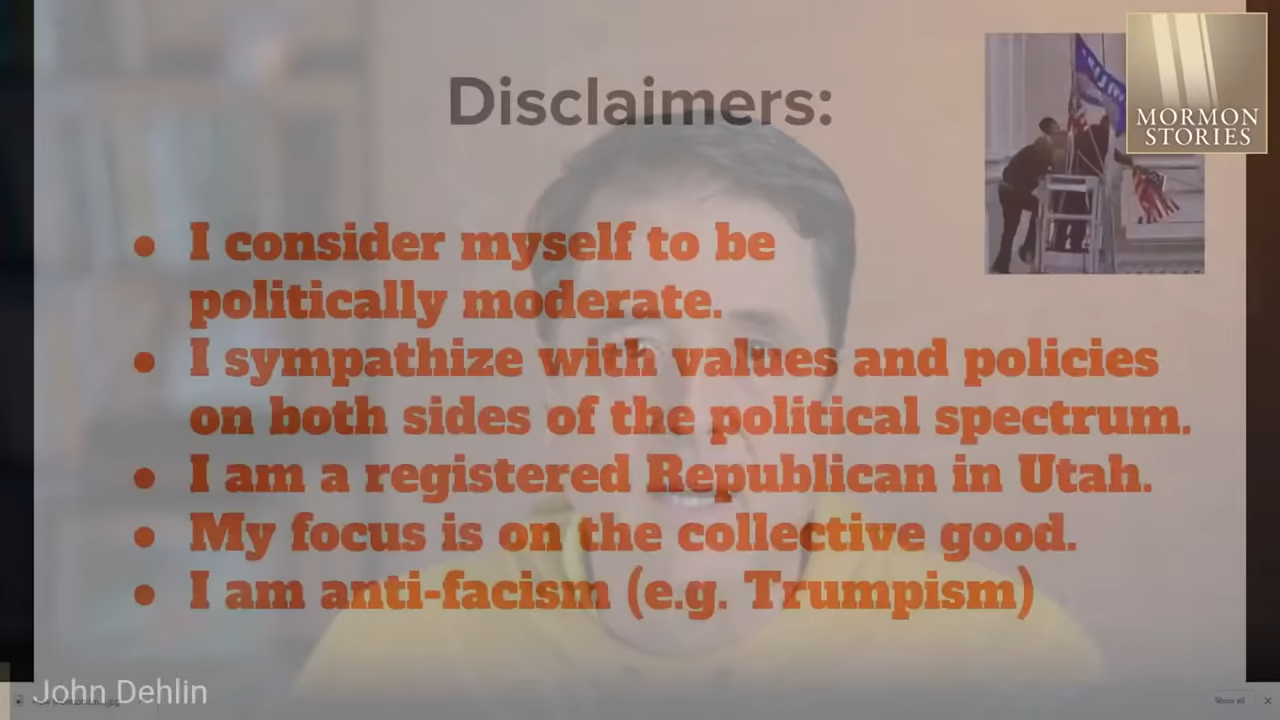 Disclaimers:
MORMON
STORIES
• I consider myself to be
politically moderate.
• I sympathize with values and policies
on both sides of the political spectrum.
• I am a registered Republican in Utah.
• My focus is on the collective good.
• I am anti-facism (e.g. Trumpism)
John Dehlin
Show all